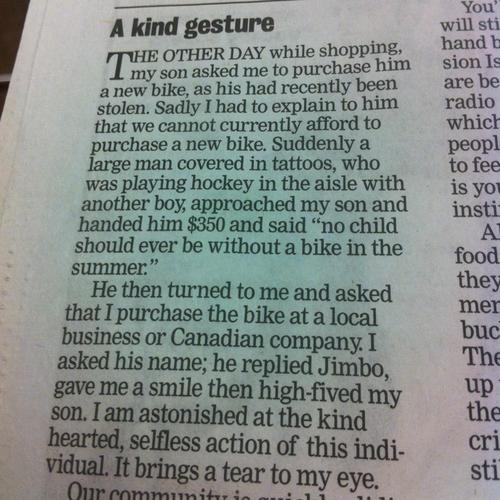 A kind gesture
THE OTHER DAY while shopping,
my son asked me to purchase him
a new bike, as his had recently been
stolen. Sadly I had to explain to him
that we cannot currently afford to
purchase a new bike. Suddenly a
large man covered in tattoos, who
was playing hockey in the aisle with
another boy, approached my son and
handed him $350 and said “no child
should ever be without a bike in the
summer.”
He then turned to me and asked
that I purchase the bike at a local
business or Canadian company. I
asked his name; he replied Jimbo,
gave me a smile then high-fived my
son. I am astonished at the kind
hearted, selfless action of this indi-
vidual. It brings a tear to my eye.
Our community is
You'
will sti
hand b
sion Is
are be
radio
which
peopl
to fee
is you
insti
Al
food
they
mer
buc
The
up
the
cri
sti